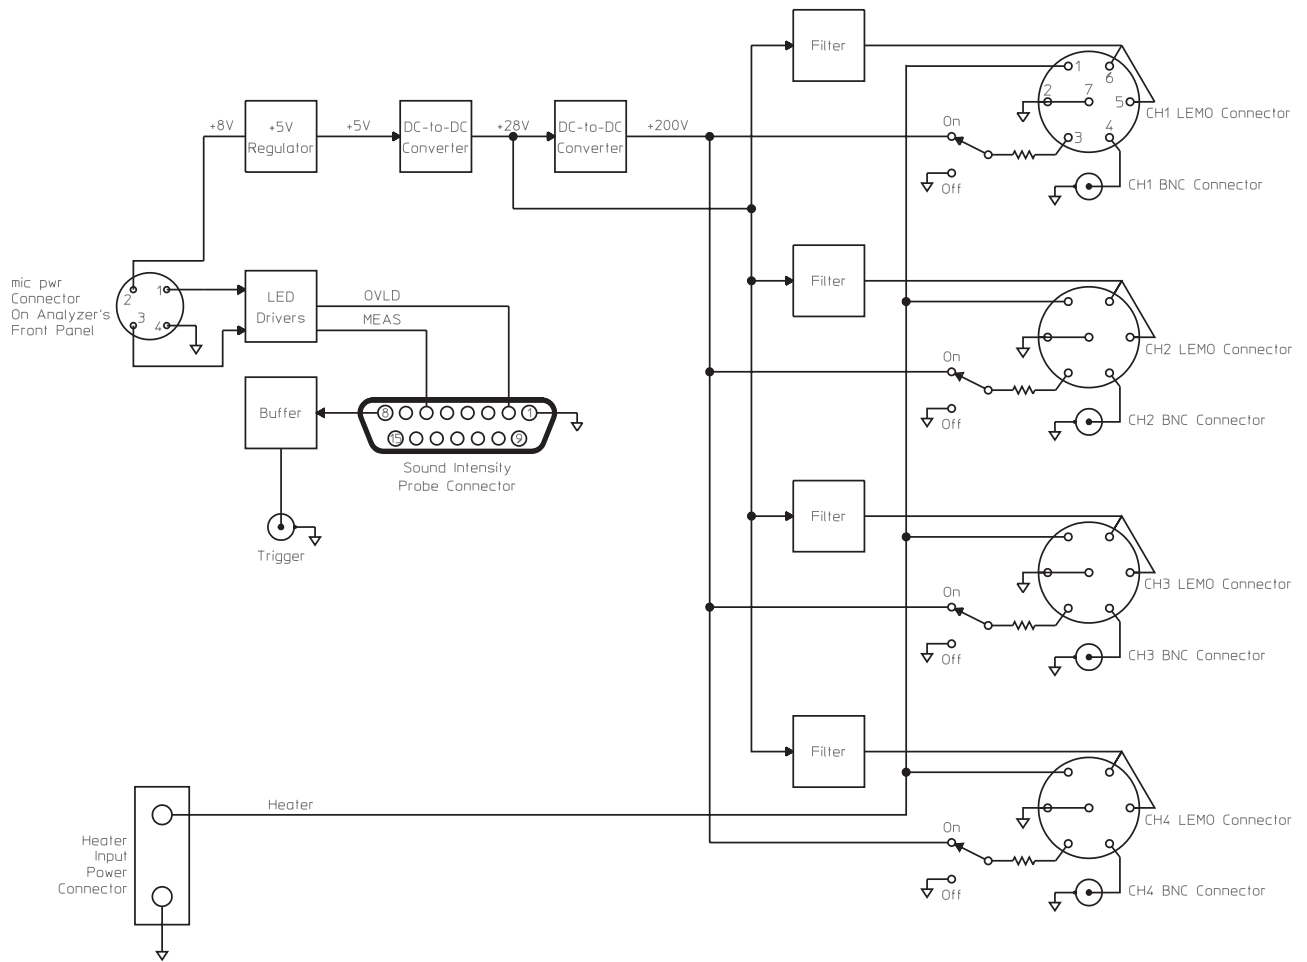 Filter
1
6
2
7
5
CH1 LEMO Connector
3
4
On
Off
CH1 BNC Connector
+8V
+5V
Regulator
+5V
DC-to-DC
Converter
+28V
DC-to-DC
Converter
+200V
mic pwr
Connector
On Analyzer's
Front Panel
2
1
3
4
LED
Drivers
OVLD
MEAS
Buffer
8
1
15
9
Sound Intensity
Probe Connector
Trigger
Filter
CH2 LEMO Connector
On
Off
CH2 BNC Connector
Filter
CH3 LEMO Connector
On
Off
CH3 BNC Connector
Filter
CH4 LEMO Connector
On
Off
CH4 BNC Connector
Heater
Heater
Input
Power
Connector